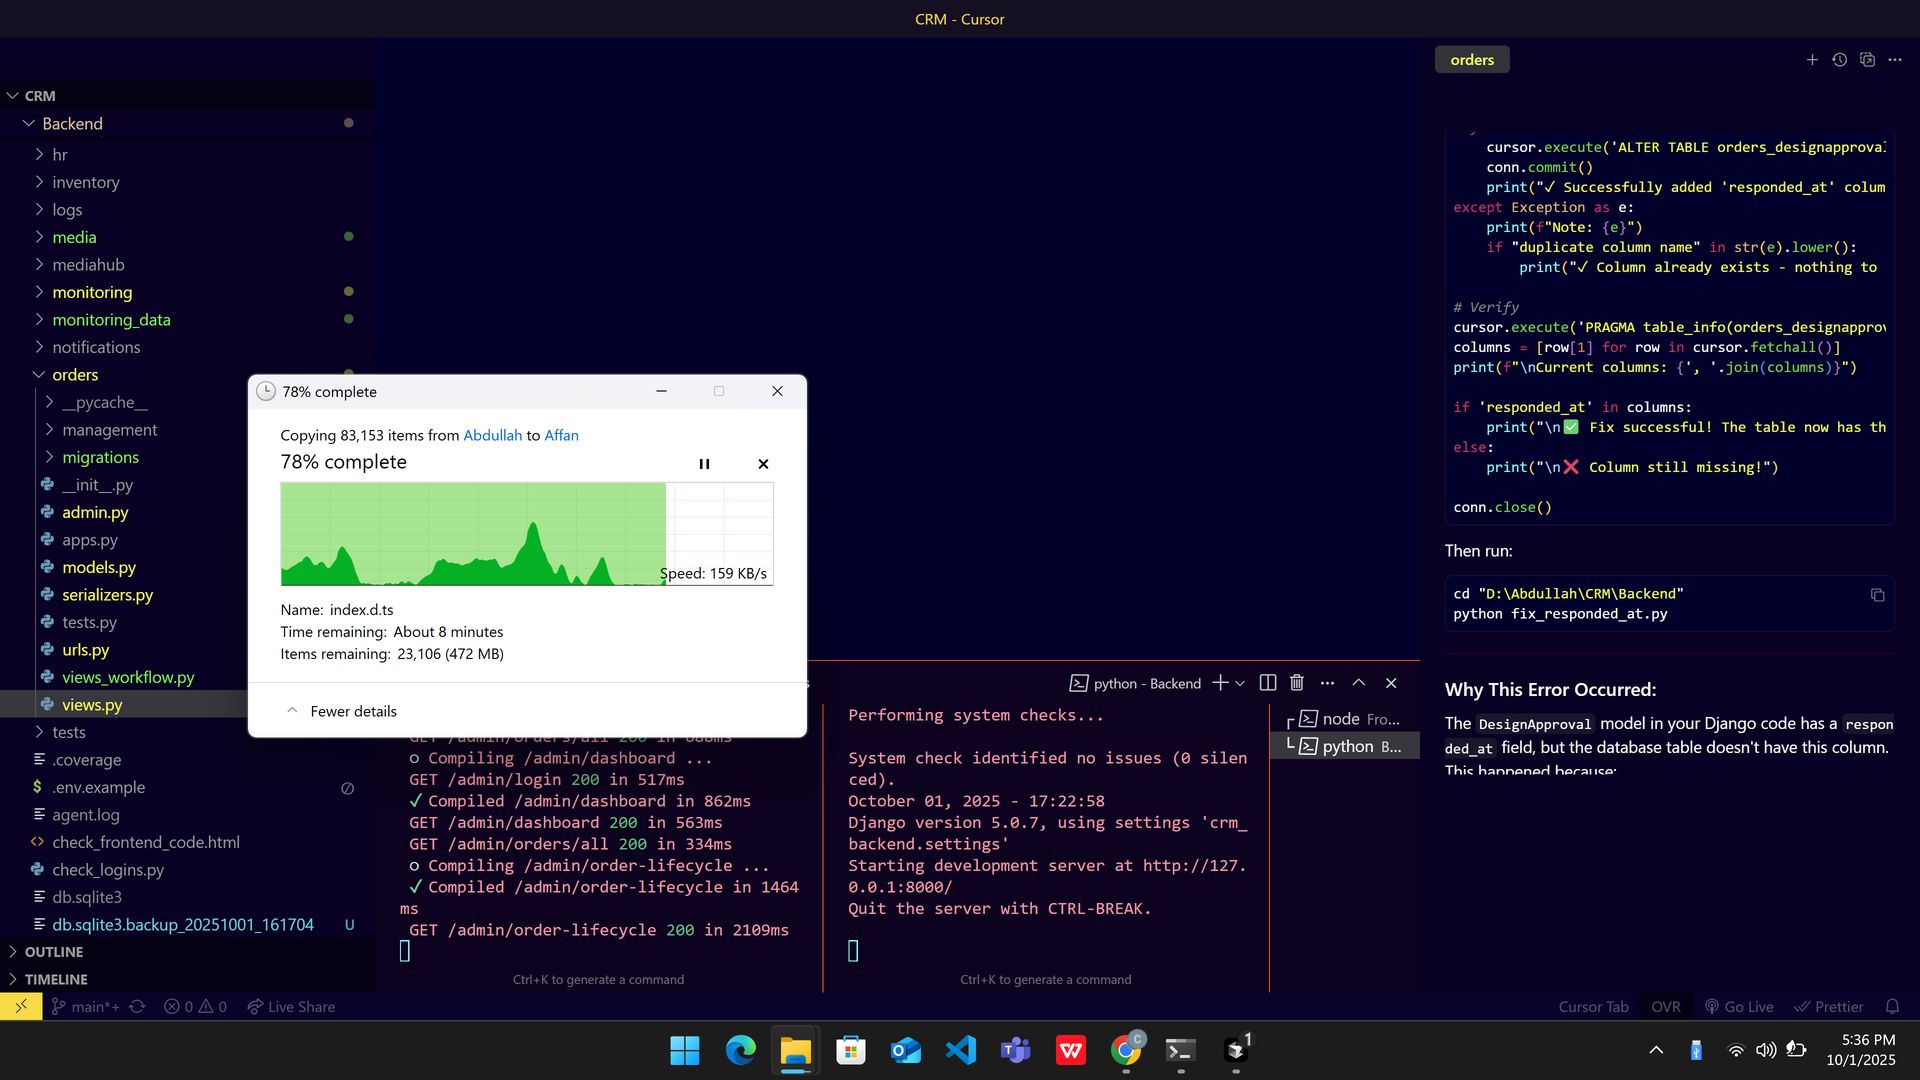 CRM - Cursor
CRM
Backend
hr
inventory
logs
media
mediahub
monitoring
monitoring_data
notifications
orders
__pycache__
management
migrations
__init__.py
admin.py
apps.py
models.py
serializers.py
tests.py
urls.py
views_workflow.py
views.py
tests
.coverage
.env.example
agent.log
check_frontend_code.html
check_logins.py
db.sqlite3
db.sqlite3.backup_20251001_161704 U
OUTLINE
TIMELINE
78% complete
Copying 83,153 items from Abdullah to Affan
78% complete
Speed: 159 KB/s
Name: index.d.ts
Time remaining: About 8 minutes
Items remaining: 23,106 (472 MB)
Fewer details
○ Compiling /admin/dashboard ...
GET /admin/login 200 in 517ms
✓ Compiled /admin/dashboard in 862ms
GET /admin/dashboard 200 in 563ms
GET /admin/orders/all 200 in 334ms
○ Compiling /admin/order-lifecycle ...
✓ Compiled /admin/order-lifecycle in 1464
ms
GET /admin/order-lifecycle 200 in 2109ms
Ctrl+K to generate a command
python - Backend
Performing system checks...
System check identified no issues (0 silen
ced).
October 01, 2025 - 17:22:58
Django version 5.0.7, using settings 'crm_
backend.settings'
Starting development server at http://127.
0.0.1:8000/
Quit the server with CTRL-BREAK.
Ctrl+K to generate a command
node Fro...
python B...
orders
cursor.execute('ALTER TABLE orders_designapproval
conn.commit()
print("✓ Successfully added 'responded_at' colum
except Exception as e:
print(f"Note: {e}")
if "duplicate column name" in str(e).lower():
print("✓ Column already exists - nothing to
# Verify
cursor.execute('PRAGMA table_info(orders_designapprov
columns = [row[1] for row in cursor.fetchall()]
print(f"\nCurrent columns: {', '.join(columns)}")
if 'responded_at' in columns:
print("\n✅ Fix successful! The table now has th
else:
print("\n❌ Column still missing!")
conn.close()
Then run:
cd "D:\Abdullah\CRM\Backend"
python fix_responded_at.py
Why This Error Occurred:
The DesignApproval model in your Django code has a respon
ded_at field, but the database table doesn't have this column.
This happened because:
main*+ 0 0 Live Share
Cursor Tab OVR Go Live Prettier
C
1
5:36 PM
10/1/2025